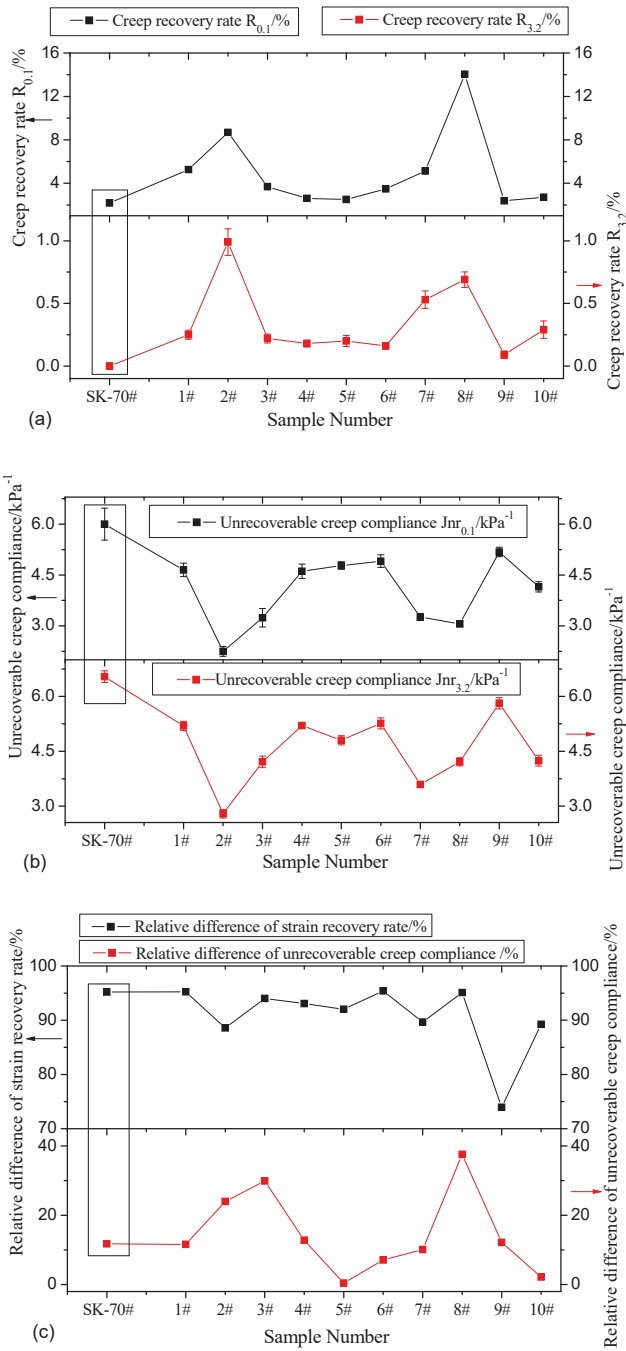 Creep recovery rate R0.1/%
Creep recovery rate R3.2/%
Creep recovery rate R0.1/%
16
12
8
4
1.0
0.5
0.0
16
12
8
4
1.0
0.5
0.0
Creep recovery rate R3.2/%
SK-70# 1# 2# 3# 4# 5# 6# 7# 8# 9# 10#
Sample Number
(a)
Unrecoverable creep compliance/kPa-1
6.0
4.5
3.0
6.0
4.5
3.0
Unrecoverable creep compliance Jnr0.1/kPa-1
Unrecoverable creep compliance Jnr3.2/kPa-1
6.0
4.5
3.0
6.0
4.5
3.0
Unrecoverable creep compliance/kPa-1
SK-70# 1# 2# 3# 4# 5# 6# 7# 8# 9# 10#
Sample Number
(b)
Relative difference of strain recovery rate/%
Relative difference of unrecoverable creep compliance /%
Relative difference of strain recovery rate/%
100
90
80
70
40
20
0
100
90
80
70
40
20
0
Relative difference of unrecoverable creep compliance/%
SK-70# 1# 2# 3# 4# 5# 6# 7# 8# 9# 10#
Sample Number
(c)